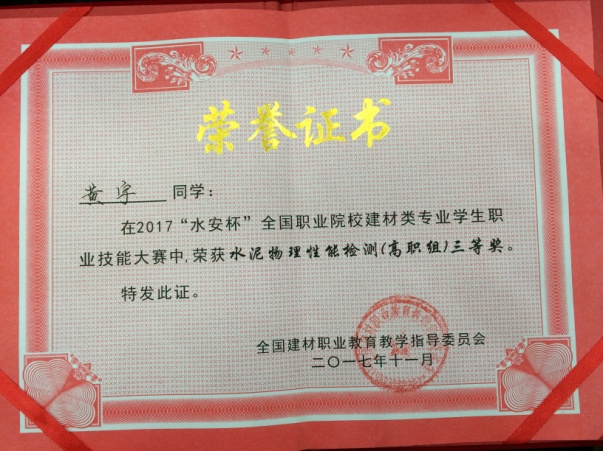 荣誉证书
黄宇 同学：
在2017“水安杯”全国职业院校建材类专业学生职
业技能大赛中,荣获水泥物理性能检测(高职组)三等奖。
特发此证。
全国建材职业教育教学指导委员会
二〇一七年十一月